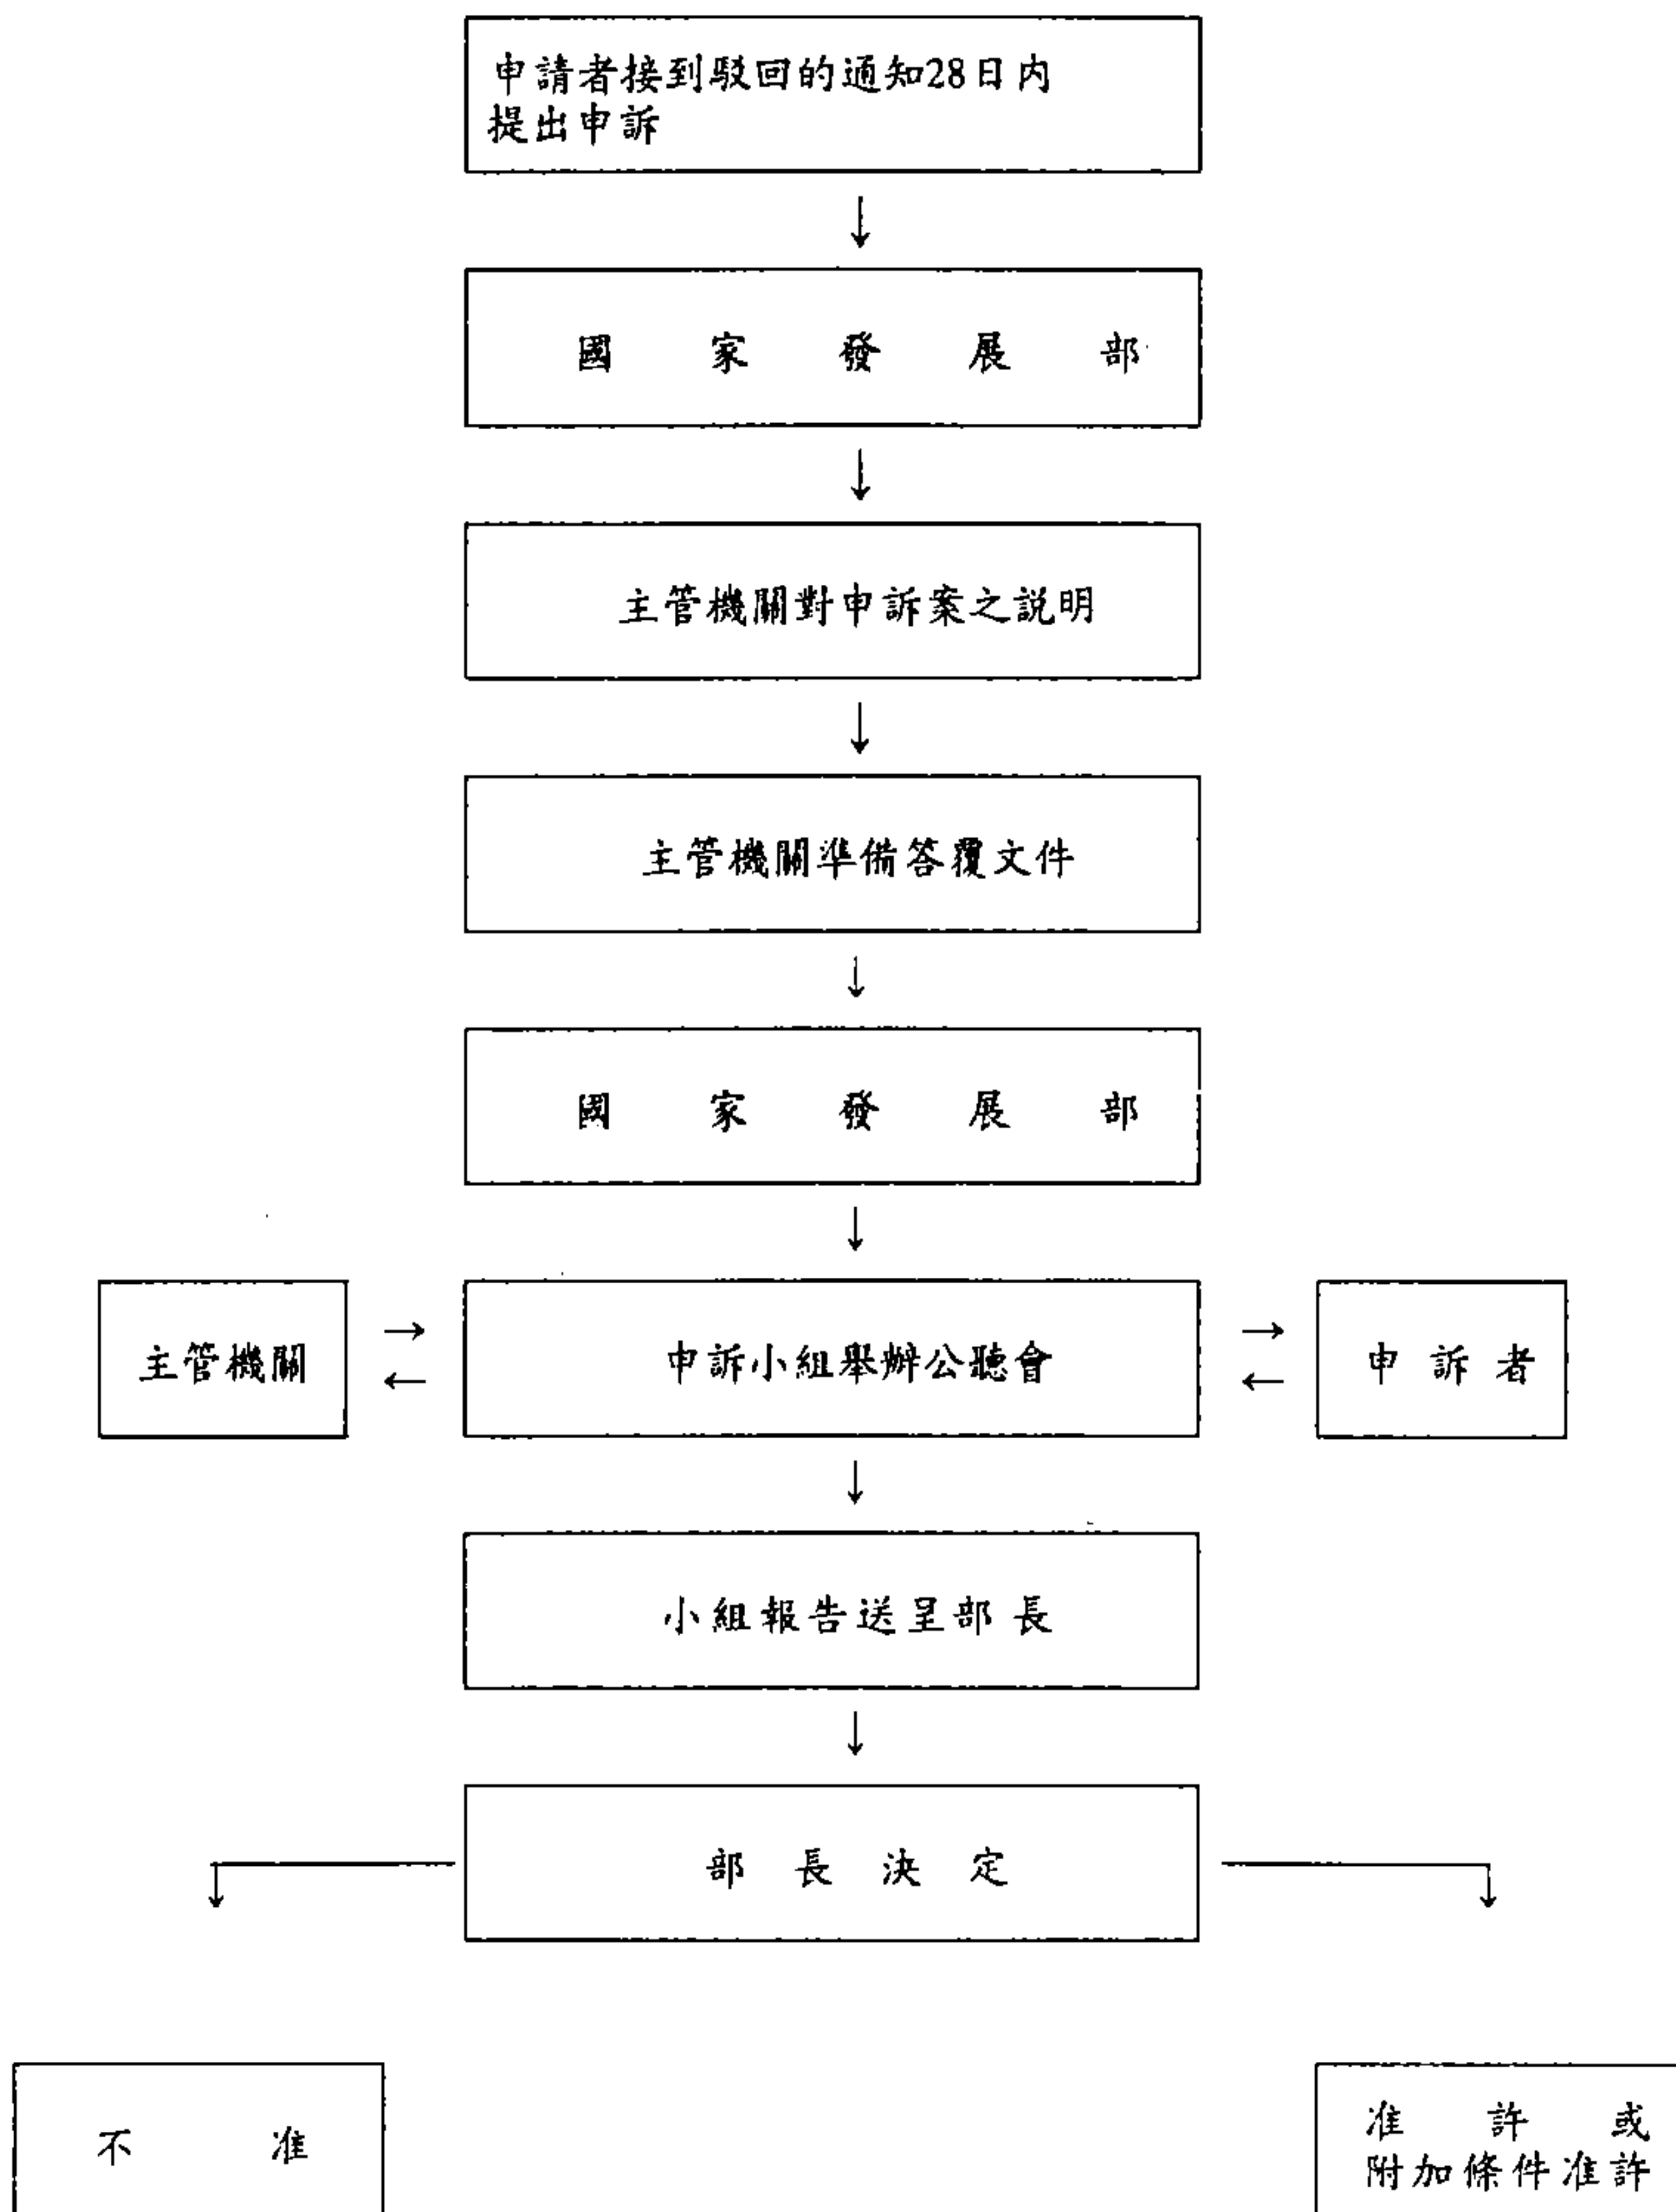 申請者接到駁回的通知28日内
提出申訴
↓
國家發展部
↓
主管機關對申訴案之説明
↓
主管機關準備答覆文件
↓
國家發展部
↓
主管機關 → ← 申訴小組舉辦公聽會 → ← 申訴者
↓
小組報告送呈部長
↓
部長決定
不准
准許或
附加條件准許